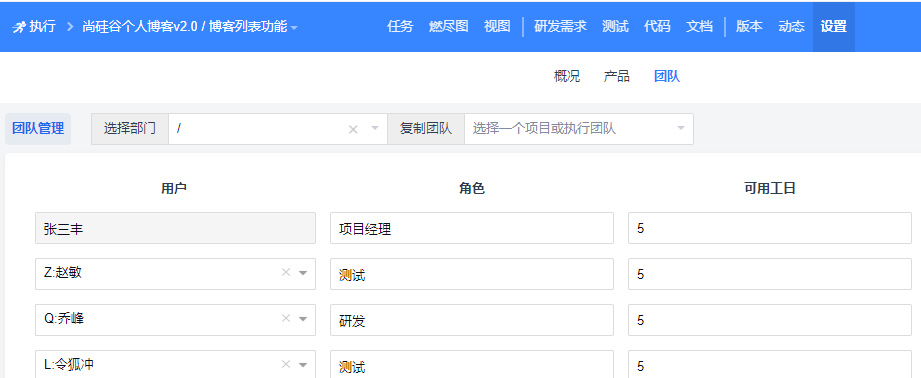 执行 尚硅谷个人博客v2.0 / 博客列表功能 任务 燃尽图 视图 研发需求 测试 代码 文档 版本 动态 设置
概况 产品 团队
团队管理 选择部门 / 复制团队 选择一个项目或执行团队
用户 角色 可用工日
张三丰 项目经理 5
Z:赵敏 测试 5
Q:乔峰 研发 5
L:令狐冲 测试 5